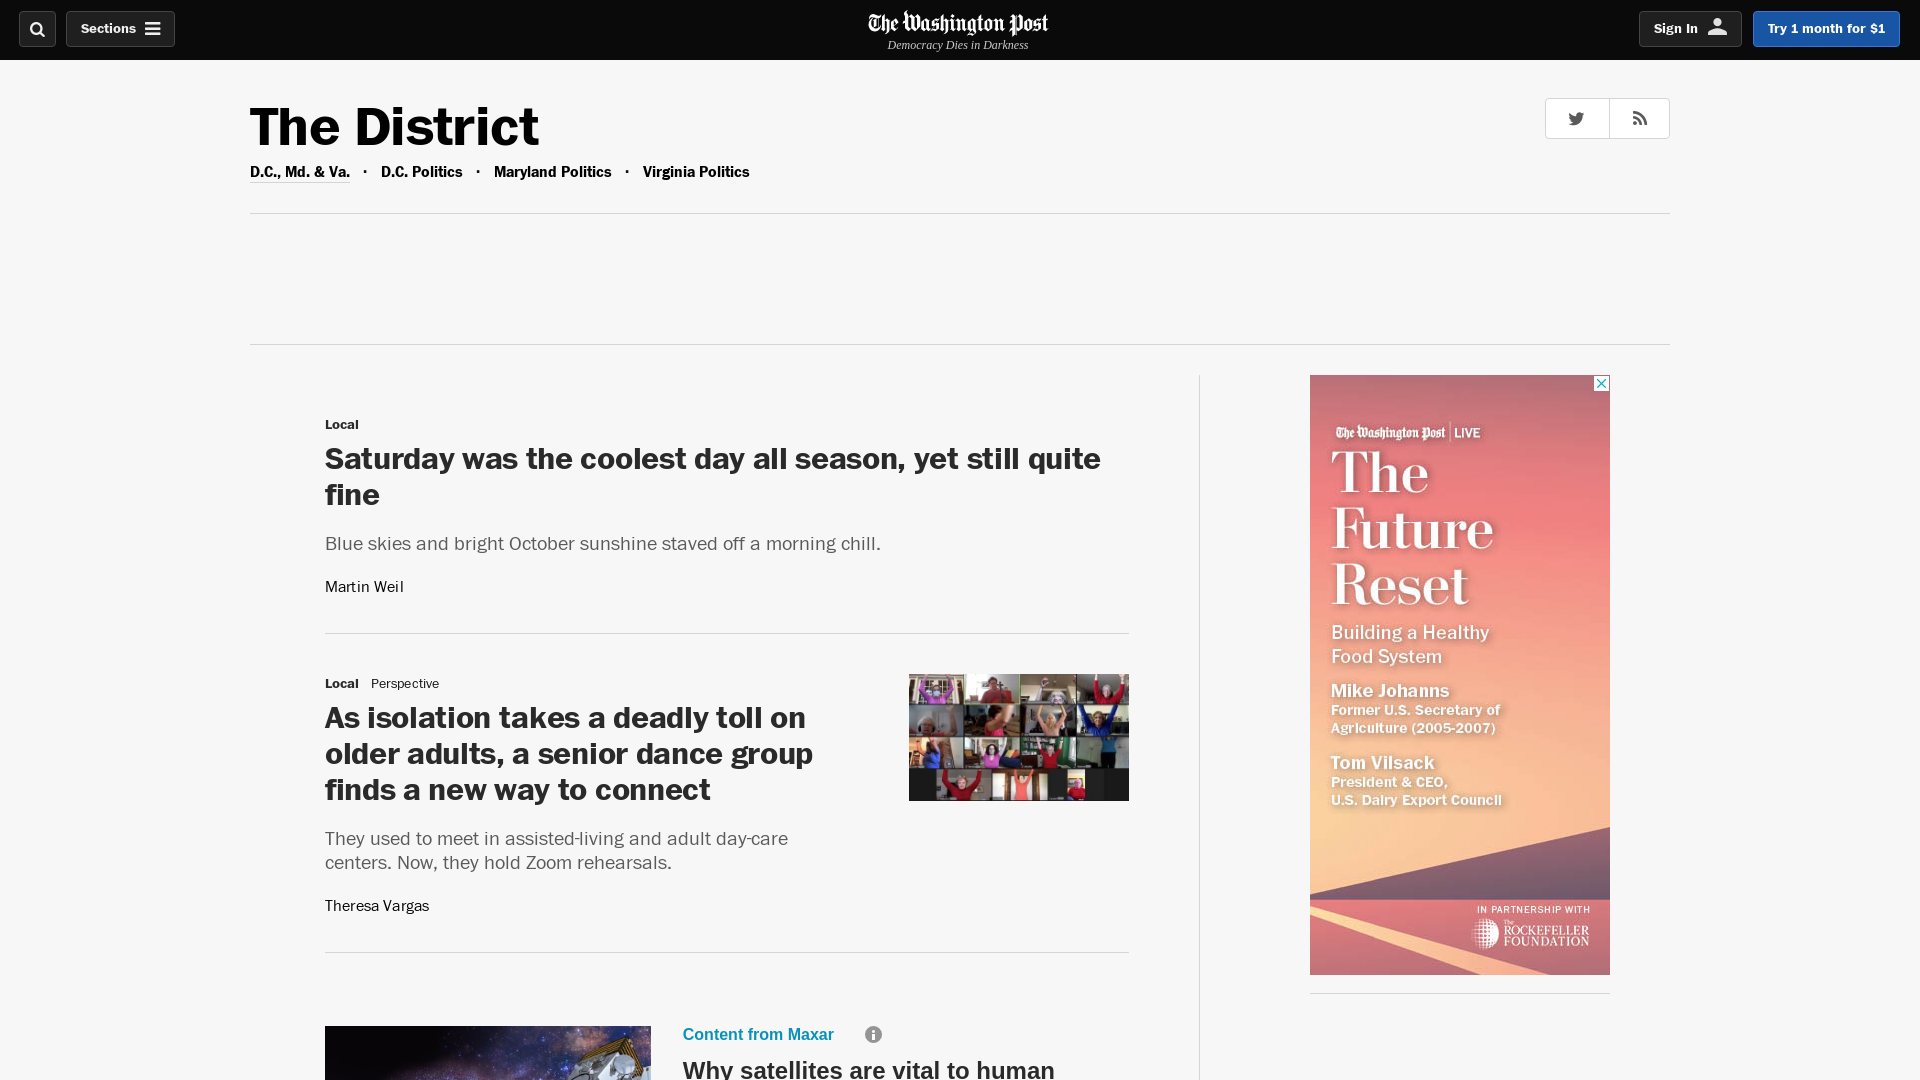 Sections
The Washington Post
Democracy Dies in Darkness
Sign In
Try 1 month for $1
The District
D.C., Md. & Va. · D.C. Politics · Maryland Politics · Virginia Politics
Local
Saturday was the coolest day all season, yet still quite
fine
Blue skies and bright October sunshine staved off a morning chill.
Martin Weil
Local Perspective
As isolation takes a deadly toll on
older adults, a senior dance group
finds a new way to connect
They used to meet in assisted-living and adult day-care
centers. Now, they hold Zoom rehearsals.
Theresa Vargas
Content from Maxar
Why satellites are vital to human
The Washington Post LIVE
The
Future
Reset
Building a Healthy
Food System
Mike Johanns
Former U.S. Secretary of
Agriculture (2005-2007)
Tom Vilsack
President & CEO,
U.S. Dairy Export Council
IN PARTNERSHIP WITH
The
ROCKEFELLER
FOUNDATION